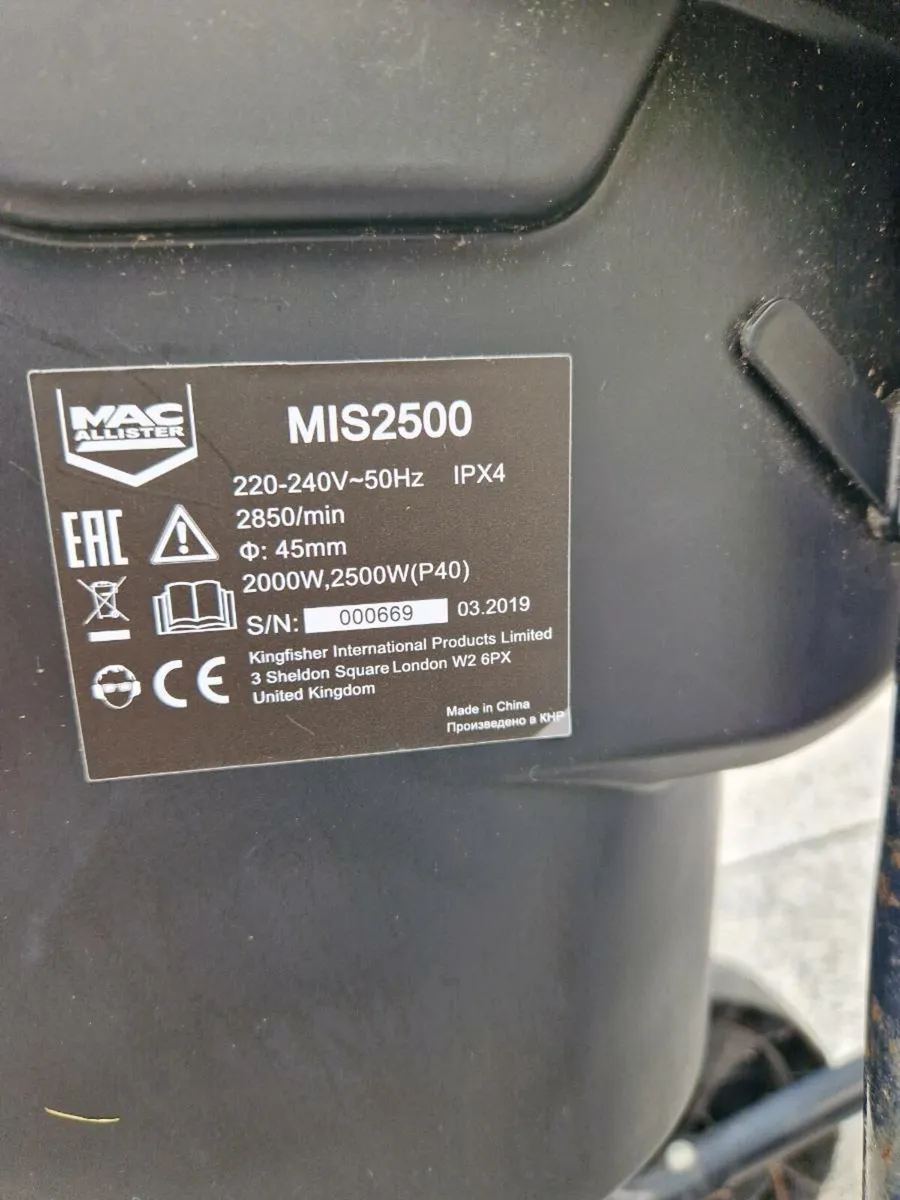 MAC
ALLISTER
MIS2500
220-240V~50Hz IPX4
2850/min
Φ: 45mm
2000W,2500W(P40)
S/N: 000669 03.2019
Kingfisher International Products Limited
3 Sheldon Square London W2 6PX
United Kingdom
EAC
CE
Made in China
Произведено в КНР